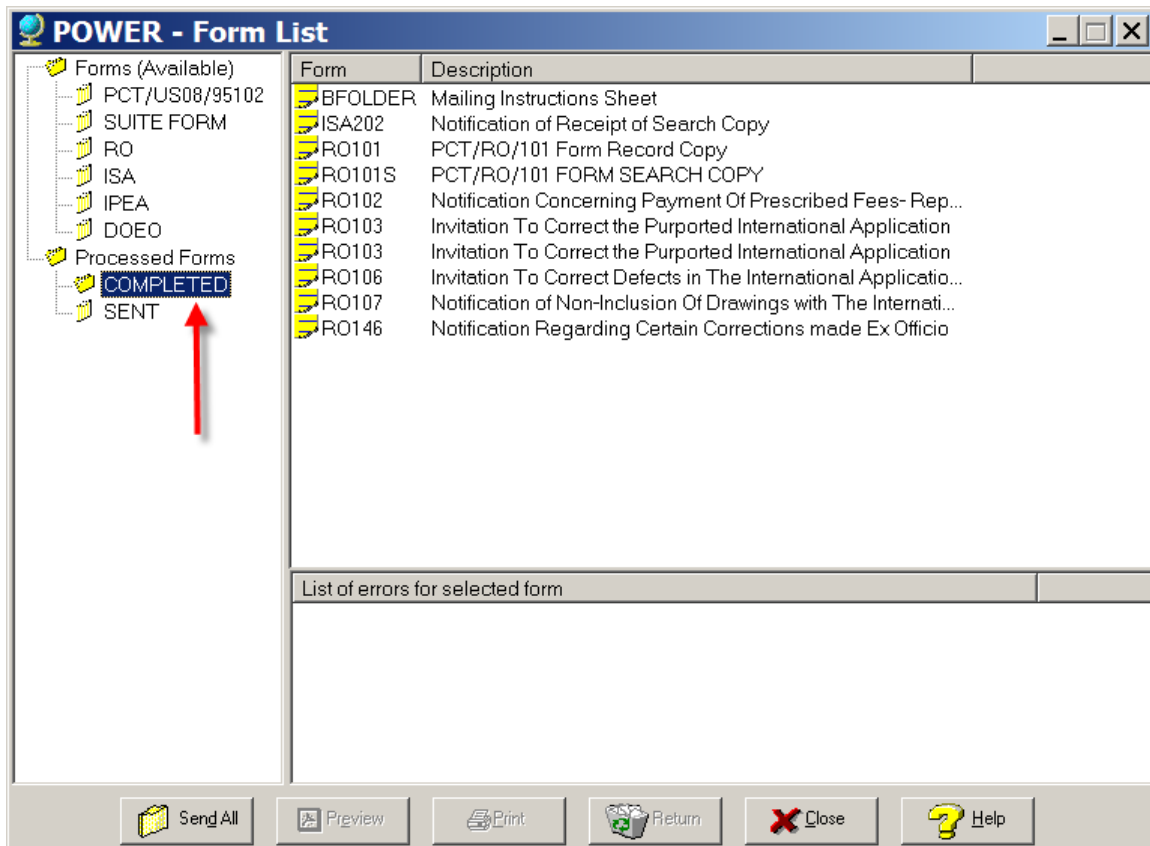 POWER - Form List
Forms (Available)
PCT/US08/95102
SUITE FORM
RO
ISA
IPEA
DOEO
Processed Forms
COMPLETED
SENT
Form Description
BFOLDER Mailing Instructions Sheet
ISA202 Notification of Receipt of Search Copy
RO101 PCT/RO/101 Form Record Copy
RO101S PCT/RO/101 FORM SEARCH COPY
RO102 Notification Concerning Payment Of Prescribed Fees- Rep...
RO103 Invitation To Correct the Purported International Application
RO103 Invitation To Correct the Purported International Application
RO106 Invitation To Correct Defects in The International Applicatio...
RO107 Notification of Non-Inclusion Of Drawings with The Internati...
RO146 Notification Regarding Certain Corrections made Ex Officio
List of errors for selected form
Send All Preview Print Return Close Help